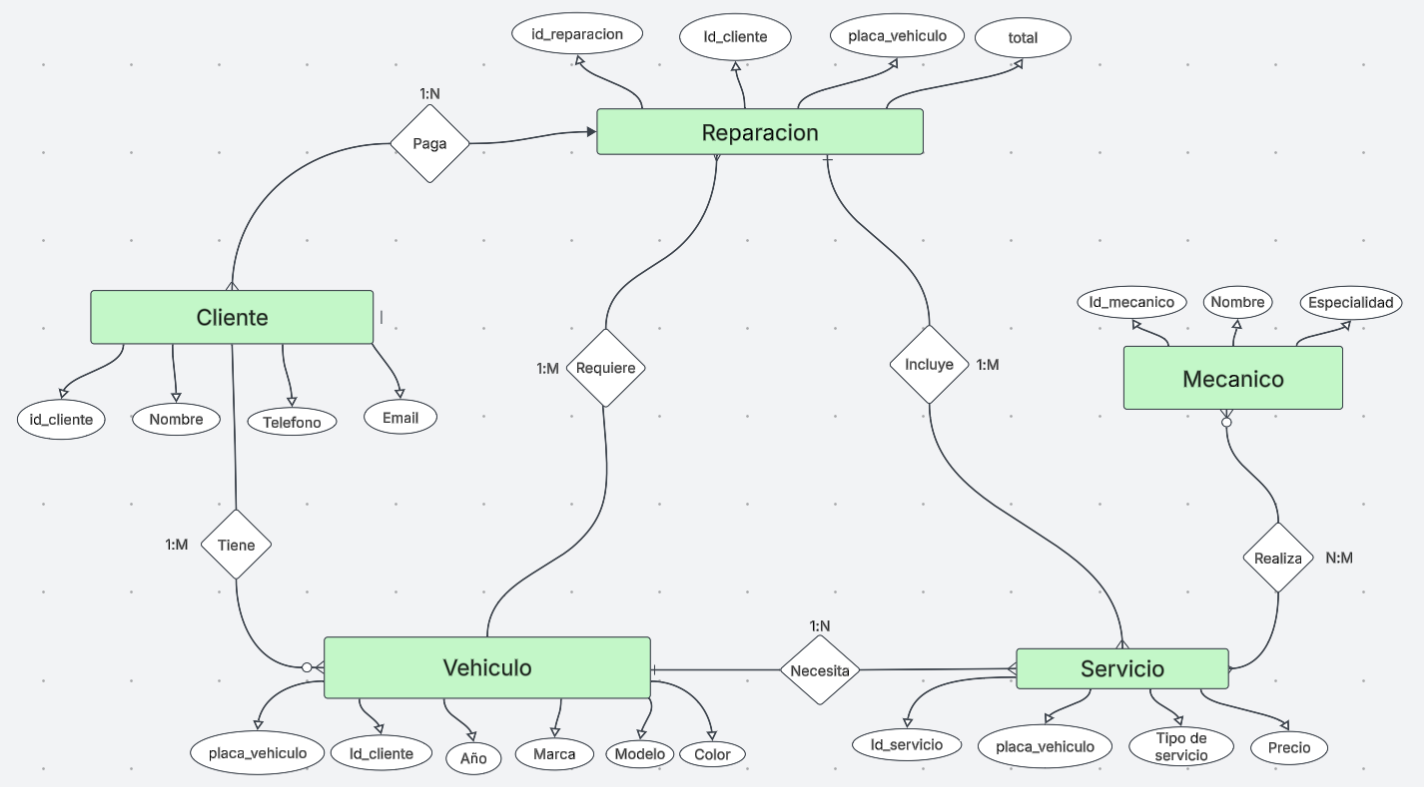 id_reparacion
Id_cliente
placa_vehiculo
total
1:N
Paga
Reparacion
Cliente
id_cliente
Nombre
Telefono
Email
1:M
Requiere
Incluye
1:M
Id_mecanico
Nombre
Especialidad
Mecanico
1:M
Tiene
Realiza
N:M
Vehiculo
1:N
Necesita
Servicio
placa_vehiculo
Id_cliente
Año
Marca
Modelo
Color
Id_servicio
placa_vehiculo
Tipo de
servicio
Precio